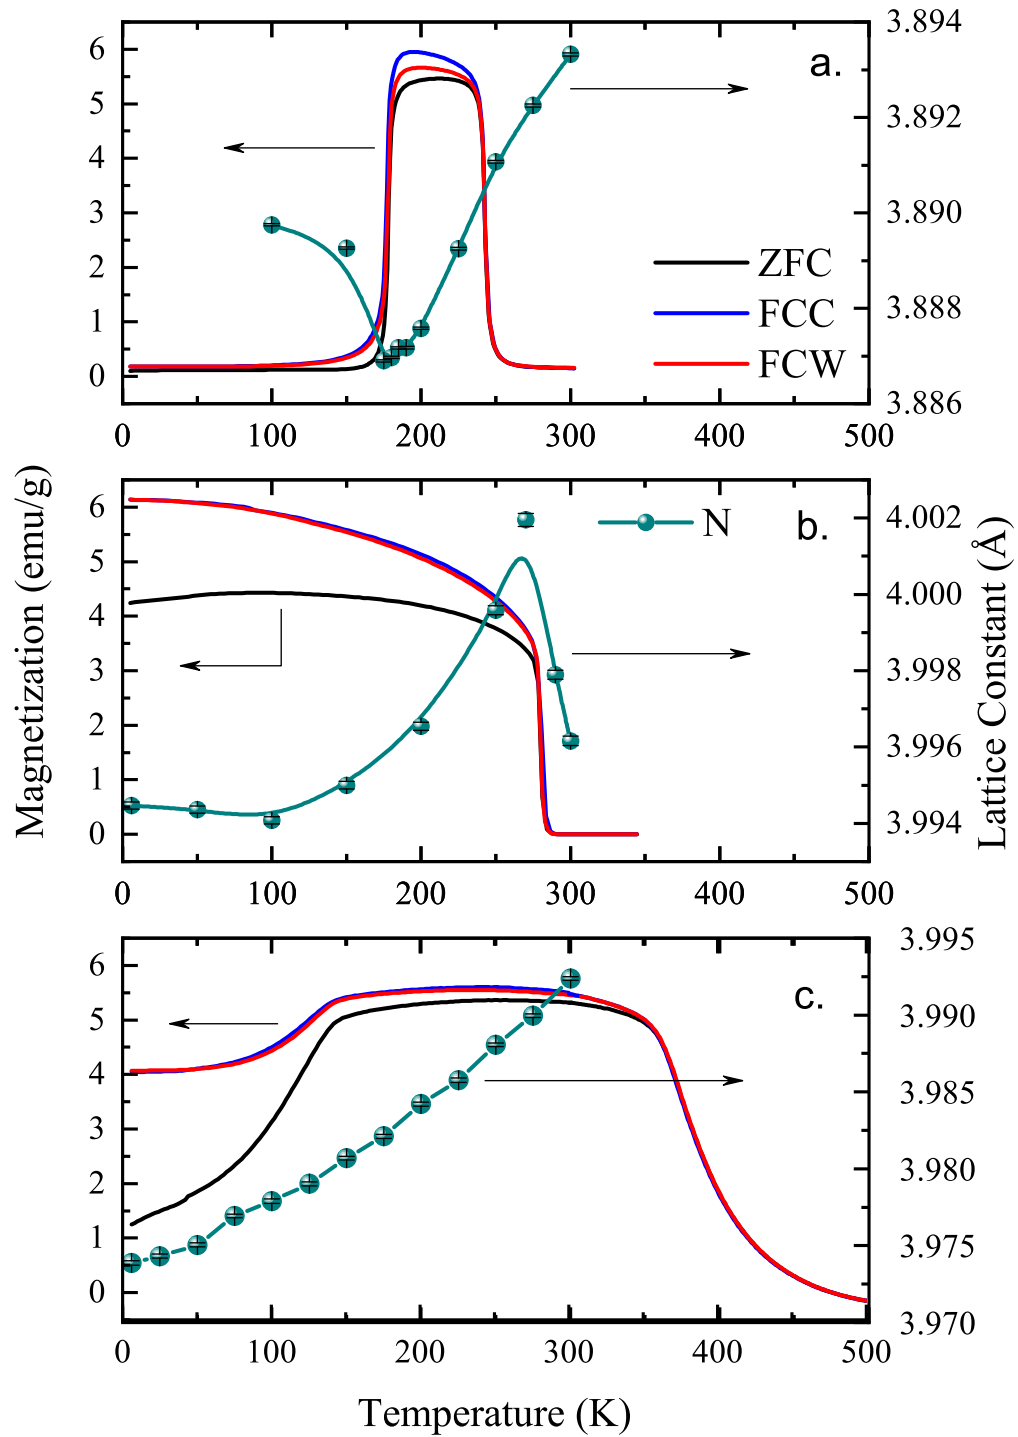 3.894
6
a.
5
3.892
4
3
3.890
2
ZFC
3.888
1
FCC
0
FCW
3.886
0 100 200 300 400 500
Magnetization (emu/g)
Lattice Constant (Å)
6
N
b.
4.002
5
4.000
4
3.998
3
2
3.996
1
3.994
0
0 100 200 300 400 500
3.995
6
c.
5
3.990
4
3.985
3
3.980
2
1
3.975
0
3.970
0 100 200 300 400 500
Temperature (K)